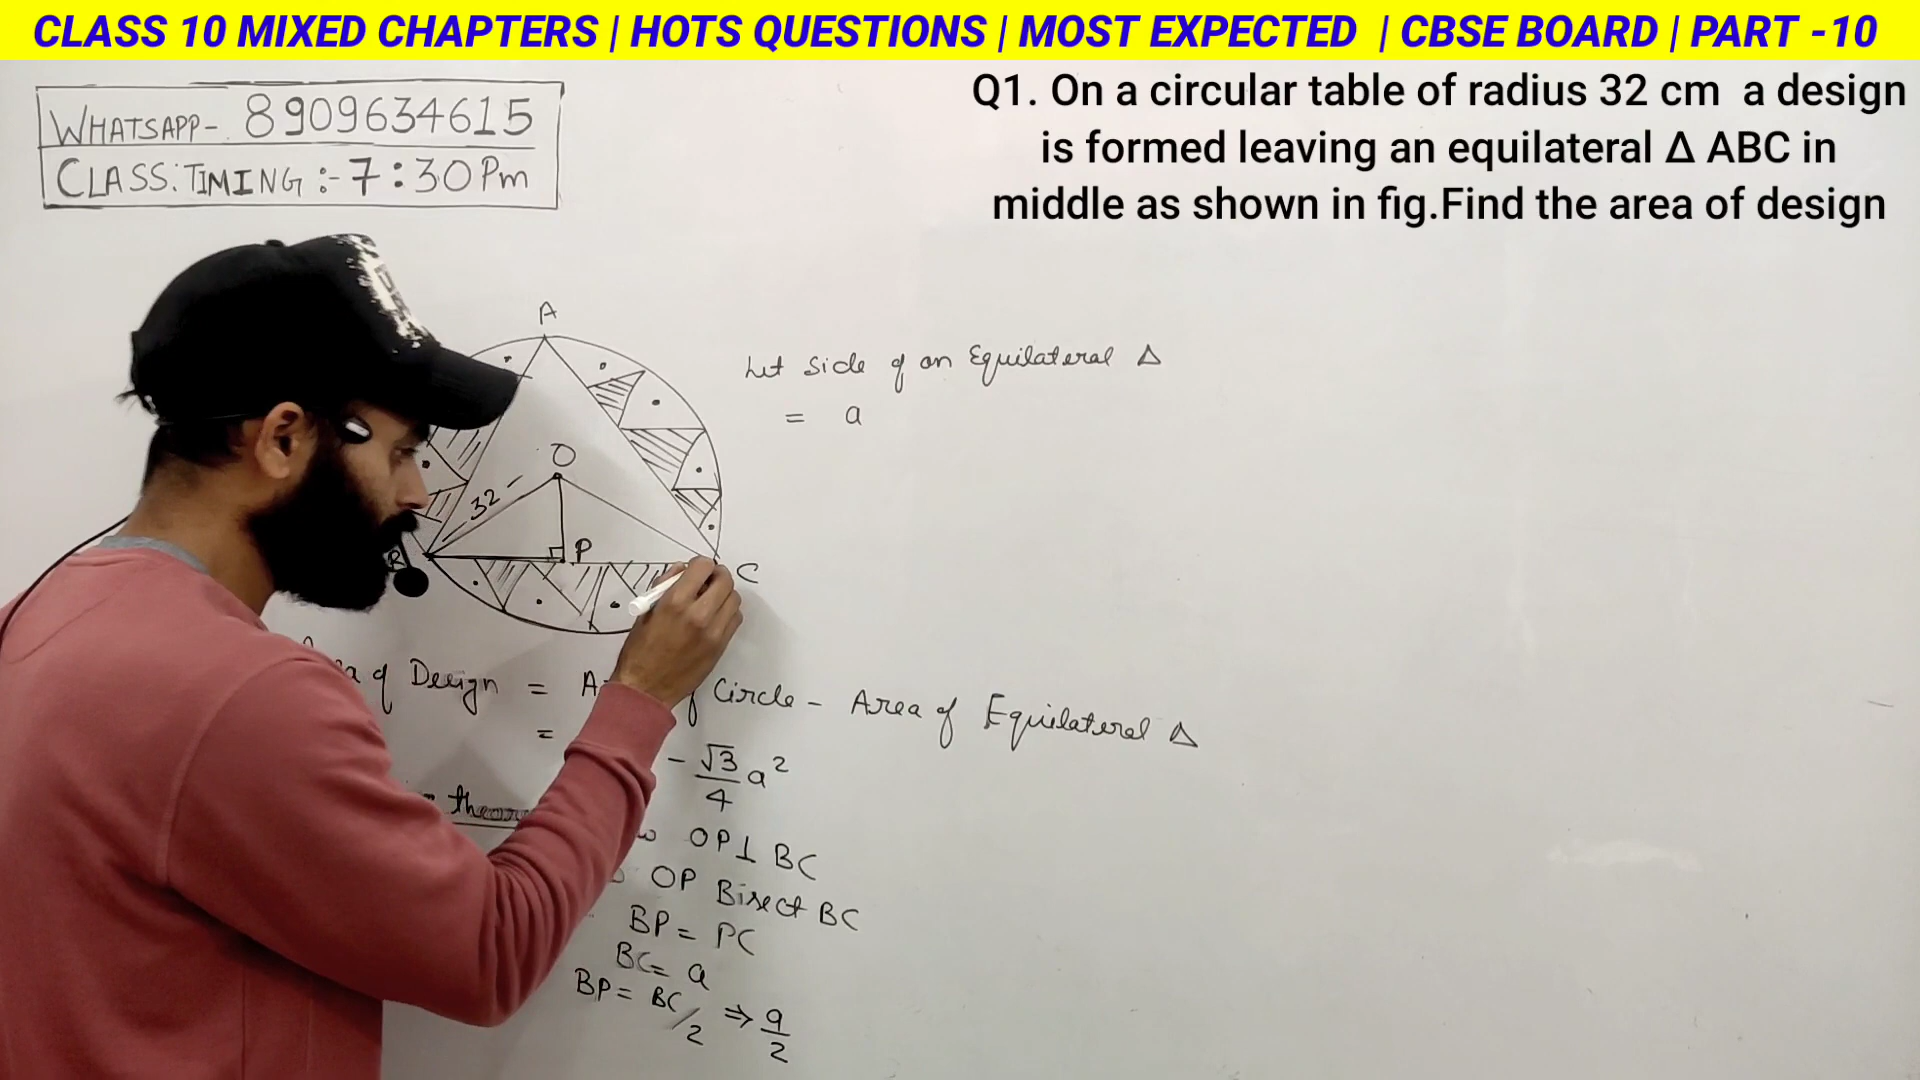 CLASS 10 MIXED CHAPTERS | HOTS QUESTIONS | MOST EXPECTED | CBSE BOARD | PART -10
WHATSAPP- 8909634615
CLASS:TIMING :- 7:30 Pm
Q1. On a circular table of radius 32 cm a design
is formed leaving an equilateral Δ ABC in
middle as shown in fig.Find the area of design
A
Let Side of an Equilateral Δ
= a
O
32
B
P
C
of Design = of Circle - Area of Equilateral Δ
= - √3/4 a²
OP ⊥ BC
OP Bisect BC
BP = PC
BC = a
BP = BC/2 ⇒ a/2